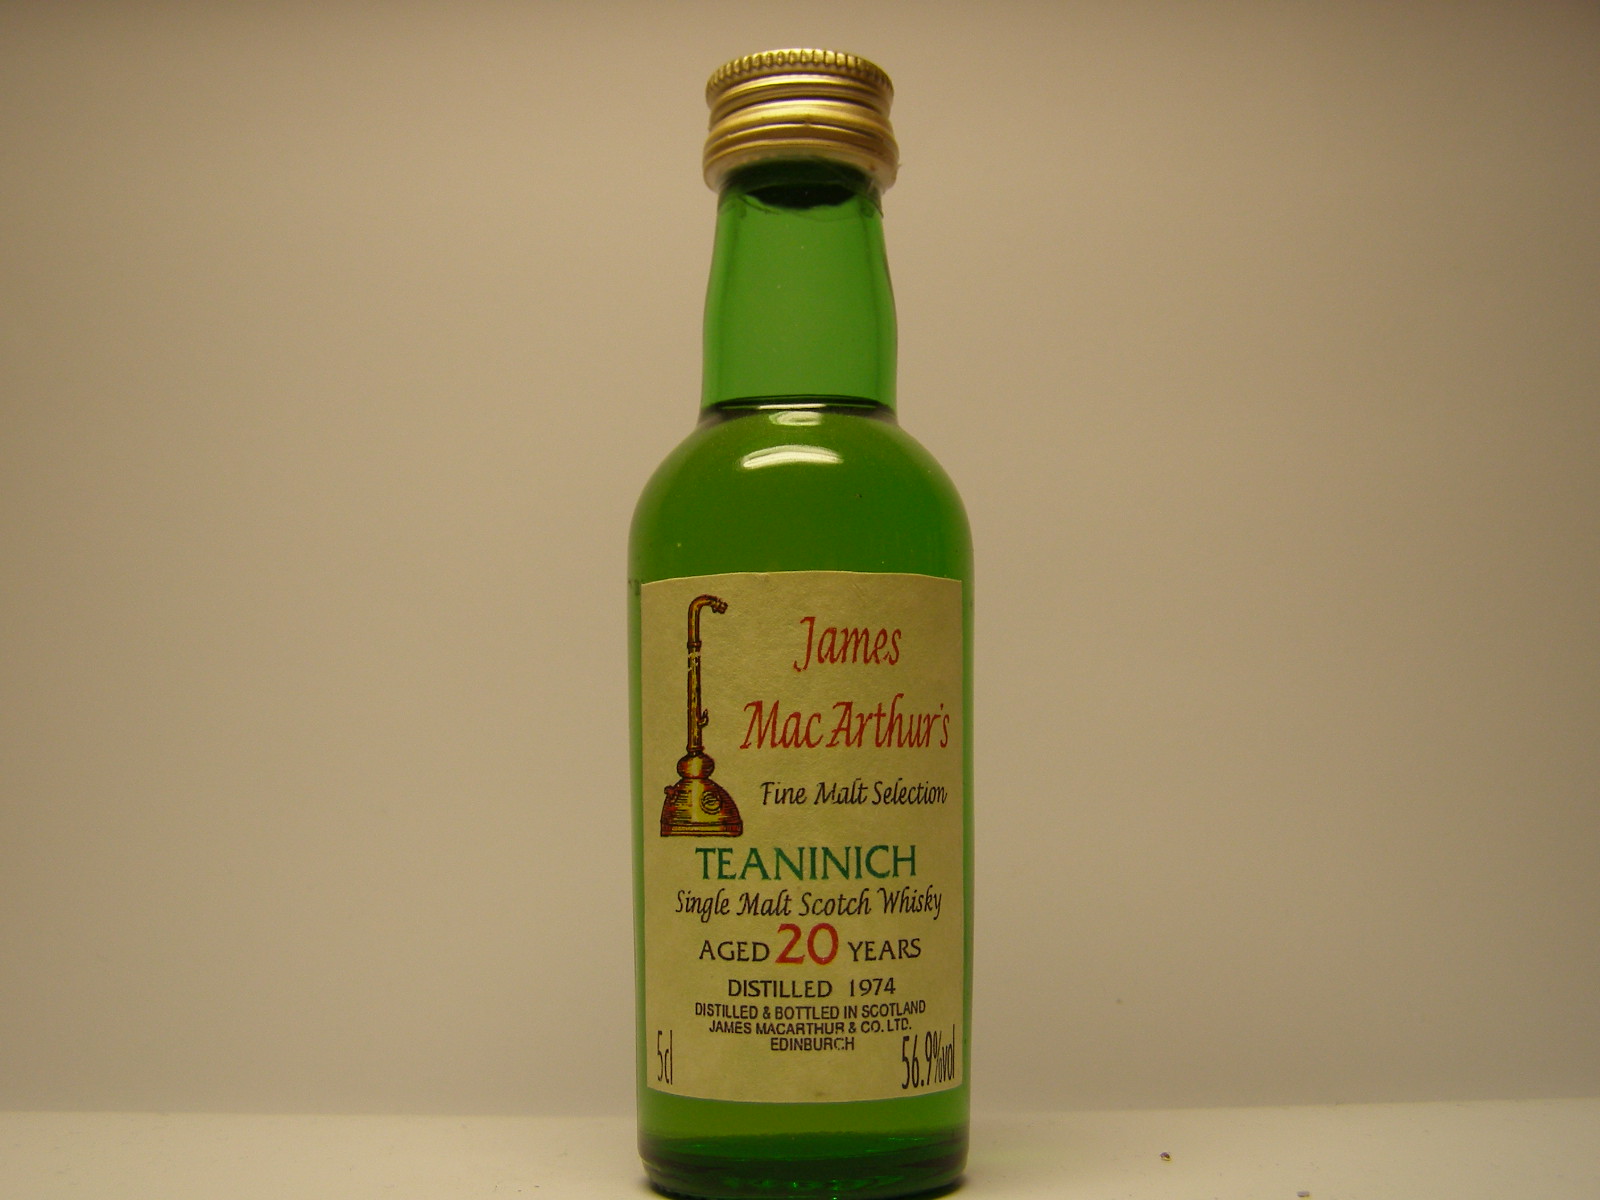 James
MacArthur's
Fine Malt Selection
TEANINICH
Single Malt Scotch Whisky
AGED 20 YEARS
DISTILLED 1974
DISTILLED & BOTTLED IN SCOTLAND
JAMES MACARTHUR & CO. LTD.
EDINBURCH
5cl 56.9%vol